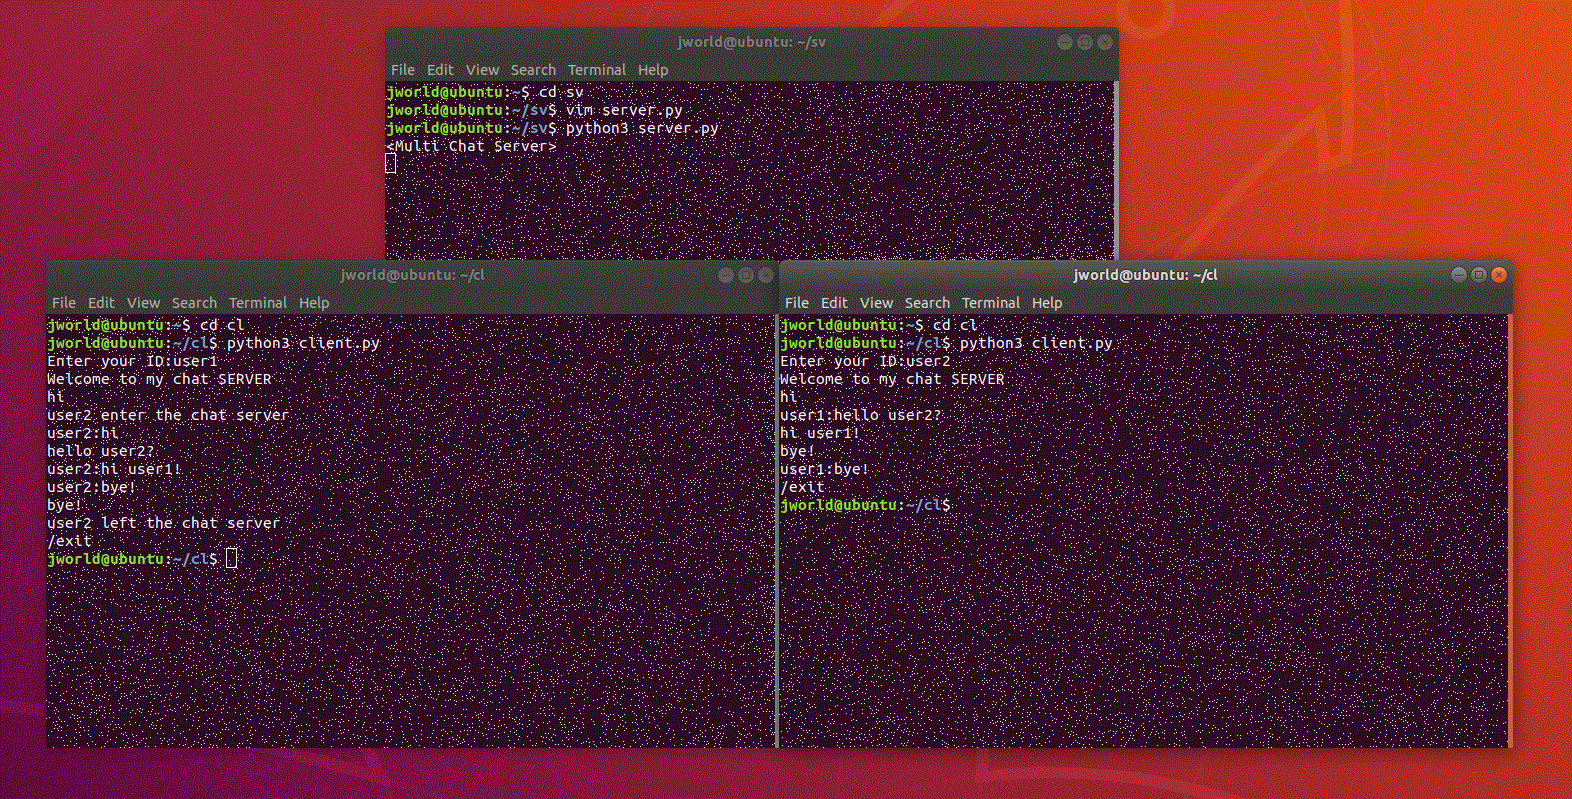 jworld@ubuntu: ~/sv
File Edit View Search Terminal Help
jworld@ubuntu:~$ cd sv
jworld@ubuntu:~/sv$ vim server.py
jworld@ubuntu:~/sv$ python3 server.py
<Multi Chat Server>
jworld@ubuntu: ~/cl
File Edit View Search Terminal Help
jworld@ubuntu:~$ cd cl
jworld@ubuntu:~/cl$ python3 client.py
Enter your ID:user1
Welcome to my chat SERVER
hi
user2 enter the chat server
user2:hi
hello user2?
user2:hi user1!
user2:bye!
bye!
user2 left the chat server
/exit
jworld@ubuntu:~/cl$
jworld@ubuntu: ~/cl
File Edit View Search Terminal Help
jworld@ubuntu:~$ cd cl
jworld@ubuntu:~/cl$ python3 client.py
Enter your ID:user2
Welcome to my chat SERVER
hi
user1:hello user2?
hi user1!
bye!
user1:bye!
/exit
jworld@ubuntu:~/cl$